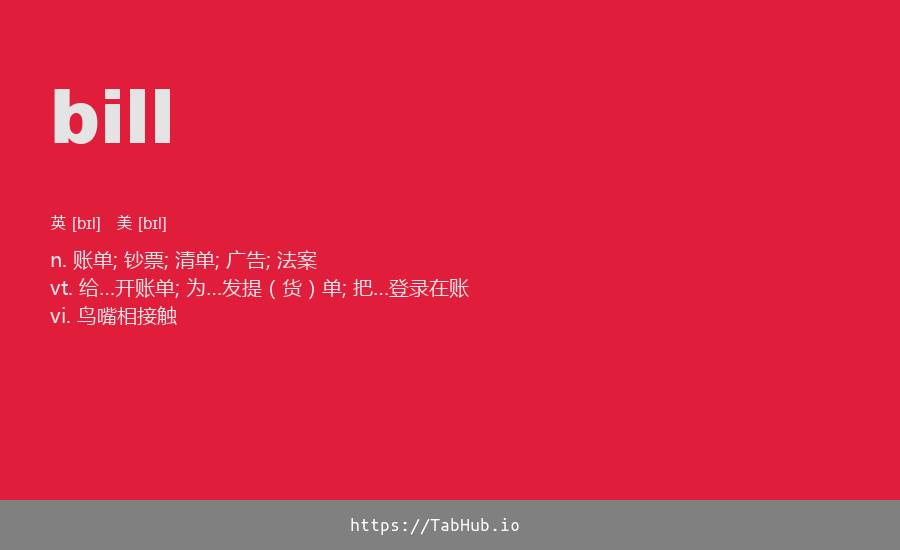 bill
英 [bɪl]   美 [bɪl]
n. 账单; 钞票; 清单; 广告; 法案
vt. 给...开账单; 为...发提（货）单; 把...登录在账
vi. 鸟嘴相接触
https://TabHub.io